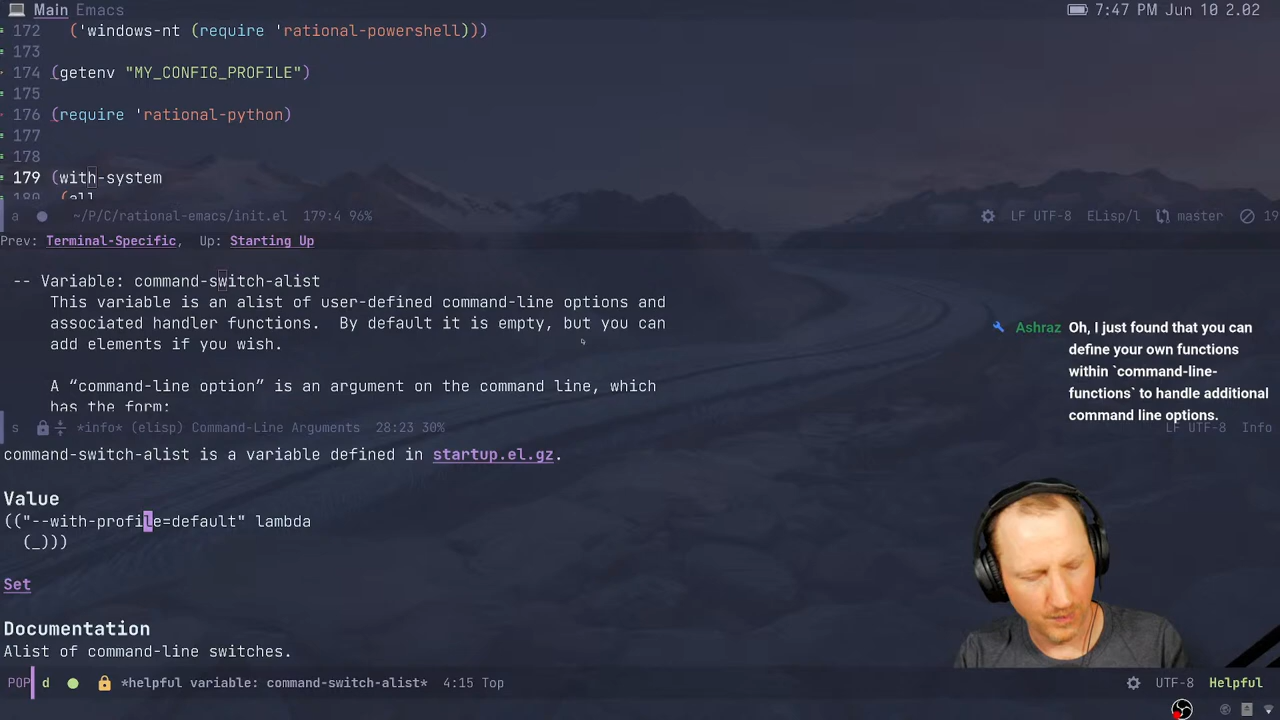 Main Emacs
7:47 PM Jun 10 2.02
172 ('windows-nt (require 'rational-powershell)))
173
174 (getenv "MY_CONFIG_PROFILE")
175
176 (require 'rational-python)
177
178
179 (with-system
180 (all
a ~/P/C/rational-emacs/init.el 179:4 96% LF UTF-8 ELisp/l master 19
Prev: Terminal-Specific, Up: Starting Up
-- Variable: command-switch-alist
This variable is an alist of user-defined command-line options and
associated handler functions. By default it is empty, but you can
add elements if you wish.
A “command-line option” is an argument on the command line, which
has the form:
Ashraz Oh, I just found that you can
define your own functions
within `command-line-
functions` to handle additional
command line options.
s *info* (elisp) Command-Line Arguments 28:23 30% LF UTF-8 Info
command-switch-alist is a variable defined in startup.el.gz.
Value
(("--with-profile=default" lambda
(_)))
Set
Documentation
Alist of command-line switches.
POP d *helpful variable: command-switch-alist* 4:15 Top UTF-8 Helpful